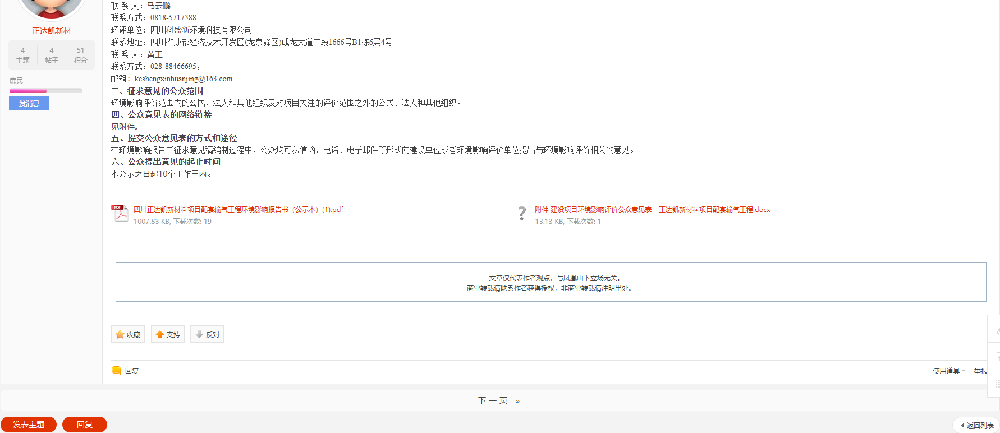 正达凯新材
4
主题
4
帖子
51
积分
庶民
发消息
联 系 人：马云鹏
联系方式：0818-5717388
环评单位：四川科盛新环境科技有限公司
联系地址：四川省成都经济技术开发区(龙泉驿区)成龙大道二段1666号B1栋6层4号
联 系 人：黄工
联系方式：028-88466695，
邮箱：keshengxinhuanjing@163.com
三、征求意见的公众范围
环境影响评价范围内的公民、法人和其他组织及对项目关注的评价范围之外的公民、法人和其他组织。
四、公众意见表的网络链接
见附件。
五、提交公众意见表的方式和途径
在环境影响报告书征求意见稿编制过程中，公众均可以信函、电话、电子邮件等形式向建设单位或者环境影响评价单位提出与环境影响评价相关的意见。
六、公众提出意见的起止时间
本公示之日起10个工作日内。
PDF
四川正达凯新材料项目配套输气工程环境影响报告书（公示本）(1).pdf
1007.83 KB, 下载次数: 19
?
附件 建设项目环境影响评价公众意见表—正达凯新材料项目配套输气工程.docx
13.13 KB, 下载次数: 1
文章仅代表作者观点，与凤凰山下立场无关。
商业转载请联系作者获得授权，非商业转载请注明出处。
收藏
支持
反对
回复
使用道具
举报
下一页 »
发表主题
回复
返回列表